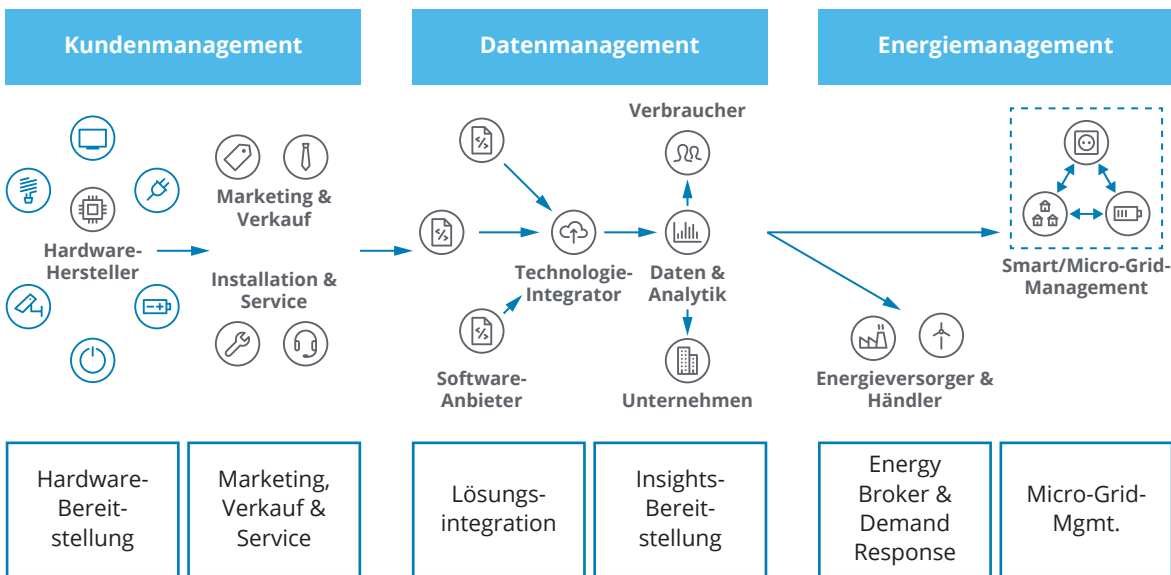 Kundenmanagement
Datenmanagement
Energiemanagement
Hardware-
Hersteller
Marketing &
Verkauf
Installation &
Service
Software-
Anbieter
Technologie-
Integrator
Verbraucher
Daten &
Analytik
Unternehmen
Energieversorger &
Händler
Smart/Micro-Grid-
Management
Hardware-
Bereit-
stellung
Marketing,
Verkauf &
Service
Lösungs-
integration
Insights-
Bereit-
stellung
Energy
Broker &
Demand
Response
Micro-Grid-
Mgmt.